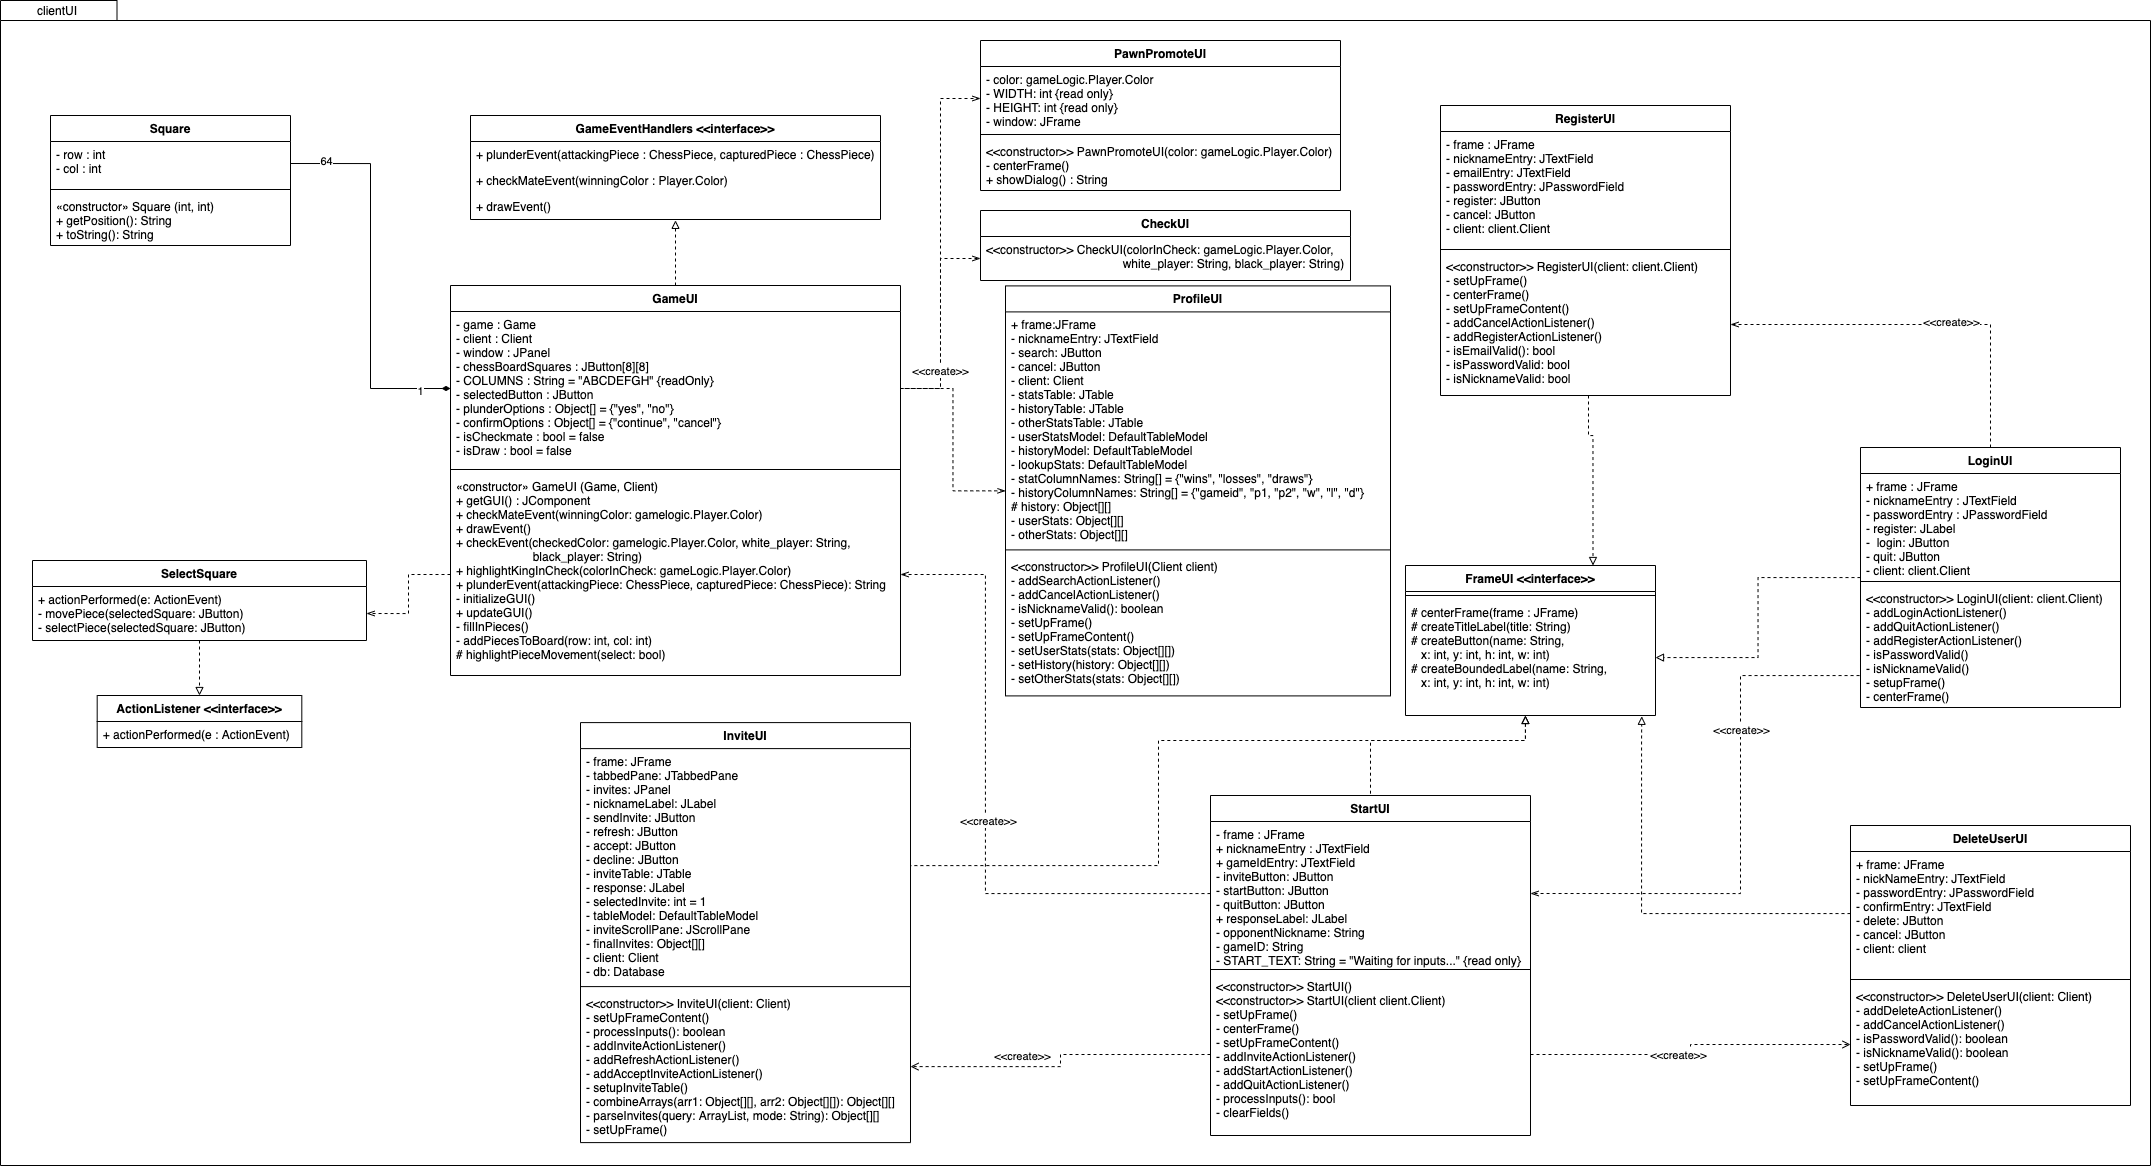 clientUI
PawnPromoteUI
- color: gameLogic.Player.Color
- WIDTH: int {read only}
- HEIGHT: int {read only}
- window: JFrame
<<constructor>> PawnPromoteUI(color: gameLogic.Player.Color)
- centerFrame()
+ showDialog() : String
Square
- row : int
- col : int
«constructor» Square (int, int)
+ getPosition(): String
+ toString(): String
64
1
GameEventHandlers <<interface>>
+ plunderEvent(attackingPiece : ChessPiece, capturedPiece : ChessPiece)
+ checkMateEvent(winningColor : Player.Color)
+ drawEvent()
CheckUI
<<constructor>> CheckUI(colorInCheck: gameLogic.Player.Color,
white_player: String, black_player: String)
RegisterUI
- frame : JFrame
- nicknameEntry: JTextField
- emailEntry: JTextField
- passwordEntry: JPasswordField
- register: JButton
- cancel: JButton
- client: client.Client
<<constructor>> RegisterUI(client: client.Client)
- setUpFrame()
- centerFrame()
- setUpFrameContent()
- addCancelActionListener()
- addRegisterActionListener()
- isEmailValid(): bool
- isPasswordValid: bool
- isNicknameValid: bool
<<create>>
GameUI
- game : Game
- client : Client
- window : JPanel
- chessBoardSquares : JButton[8][8]
- COLUMNS : String = "ABCDEFGH" {readOnly}
- selectedButton : JButton
- plunderOptions : Object[] = {"yes", "no"}
- confirmOptions : Object[] = {"continue", "cancel"}
- isCheckmate : bool = false
- isDraw : bool = false
«constructor» GameUI (Game, Client)
+ getGUI() : JComponent
+ checkMateEvent(winningColor: gamelogic.Player.Color)
+ drawEvent()
+ checkEvent(checkedColor: gamelogic.Player.Color, white_player: String,
black_player: String)
+ highlightKingInCheck(colorInCheck: gameLogic.Player.Color)
+ plunderEvent(attackingPiece: ChessPiece, capturedPiece: ChessPiece): String
- initializeGUI()
+ updateGUI()
- fillInPieces()
- addPiecesToBoard(row: int, col: int)
# highlightPieceMovement(select: bool)
<<create>>
ProfileUI
+ frame:JFrame
- nicknameEntry: JTextField
- search: JButton
- cancel: JButton
- client: Client
- statsTable: JTable
- historyTable: JTable
- otherStatsTable: JTable
- userStatsModel: DefaultTableModel
- historyModel: DefaultTableModel
- lookupStats: DefaultTableModel
- statColumnNames: String[] = {"wins", "losses", "draws"}
- historyColumnNames: String[] = {"gameid", "p1, "p2", "w", "l", "d"}
# history: Object[][]
- userStats: Object[][]
- otherStats: Object[][]
<<constructor>> ProfileUI(Client client)
- addSearchActionListener()
- addCancelActionListener()
- isNicknameValid(): boolean
- setUpFrame()
- setUpFrameContent()
- setUserStats(stats: Object[][])
- setHistory(history: Object[][])
- setOtherStats(stats: Object[][])
LoginUI
+ frame : JFrame
- nicknameEntry : JTextField
- passwordEntry : JPasswordField
- register: JLabel
- login: JButton
- quit: JButton
- client: client.Client
<<constructor>> LoginUI(client: client.Client)
- addLoginActionListener()
- addQuitActionListener()
- addRegisterActionListener()
- isPasswordValid()
- isNicknameValid()
- setupFrame()
- centerFrame()
SelectSquare
+ actionPerformed(e: ActionEvent)
- movePiece(selectedSquare: JButton)
- selectPiece(selectedSquare: JButton)
ActionListener <<interface>>
+ actionPerformed(e : ActionEvent)
FrameUI <<interface>>
# centerFrame(frame : JFrame)
# createTitleLabel(title: String)
# createButton(name: String,
x: int, y: int, h: int, w: int)
# createBoundedLabel(name: String,
x: int, y: int, h: int, w: int)
<<create>>
InviteUI
- frame: JFrame
- tabbedPane: JTabbedPane
- invites: JPanel
- nicknameLabel: JLabel
- sendInvite: JButton
- refresh: JButton
- accept: JButton
- decline: JButton
- inviteTable: JTable
- response: JLabel
- selectedInvite: int = 1
- tableModel: DefaultTableModel
- inviteScrollPane: JScrollPane
- finalInvites: Object[][]
- client: Client
- db: Database
<<constructor>> InviteUI(client: Client)
- setUpFrameContent()
- processInputs(): boolean
- addInviteActionListener()
- addRefreshActionListener()
- addAcceptInviteActionListener()
- setupInviteTable()
- combineArrays(arr1: Object[][], arr2: Object[][]): Object[][]
- parseInvites(query: ArrayList, mode: String): Object[][]
- setUpFrame()
<<create>>
<<create>>
StartUI
- frame : JFrame
+ nicknameEntry : JTextField
+ gameIdEntry: JTextField
- inviteButton: JButton
- startButton: JButton
- quitButton: JButton
+ responseLabel: JLabel
- opponentNickname: String
- gameID: String
- START_TEXT: String = "Waiting for inputs..." {read only}
<<constructor>> StartUI()
<<constructor>> StartUI(client client.Client)
- setUpFrame()
- centerFrame()
- setUpFrameContent()
- addInviteActionListener()
- addStartActionListener()
- addQuitActionListener()
- processInputs(): bool
- clearFields()
<<create>>
DeleteUserUI
+ frame: JFrame
- nickNameEntry: JTextField
- passwordEntry: JPasswordField
- confirmEntry: JTextField
- delete: JButton
- cancel: JButton
- client: client
<<constructor>> DeleteUserUI(client: Client)
- addDeleteActionListener()
- addCancelActionListener()
- isPasswordValid(): boolean
- isNicknameValid(): boolean
- setUpFrame()
- setUpFrameContent()